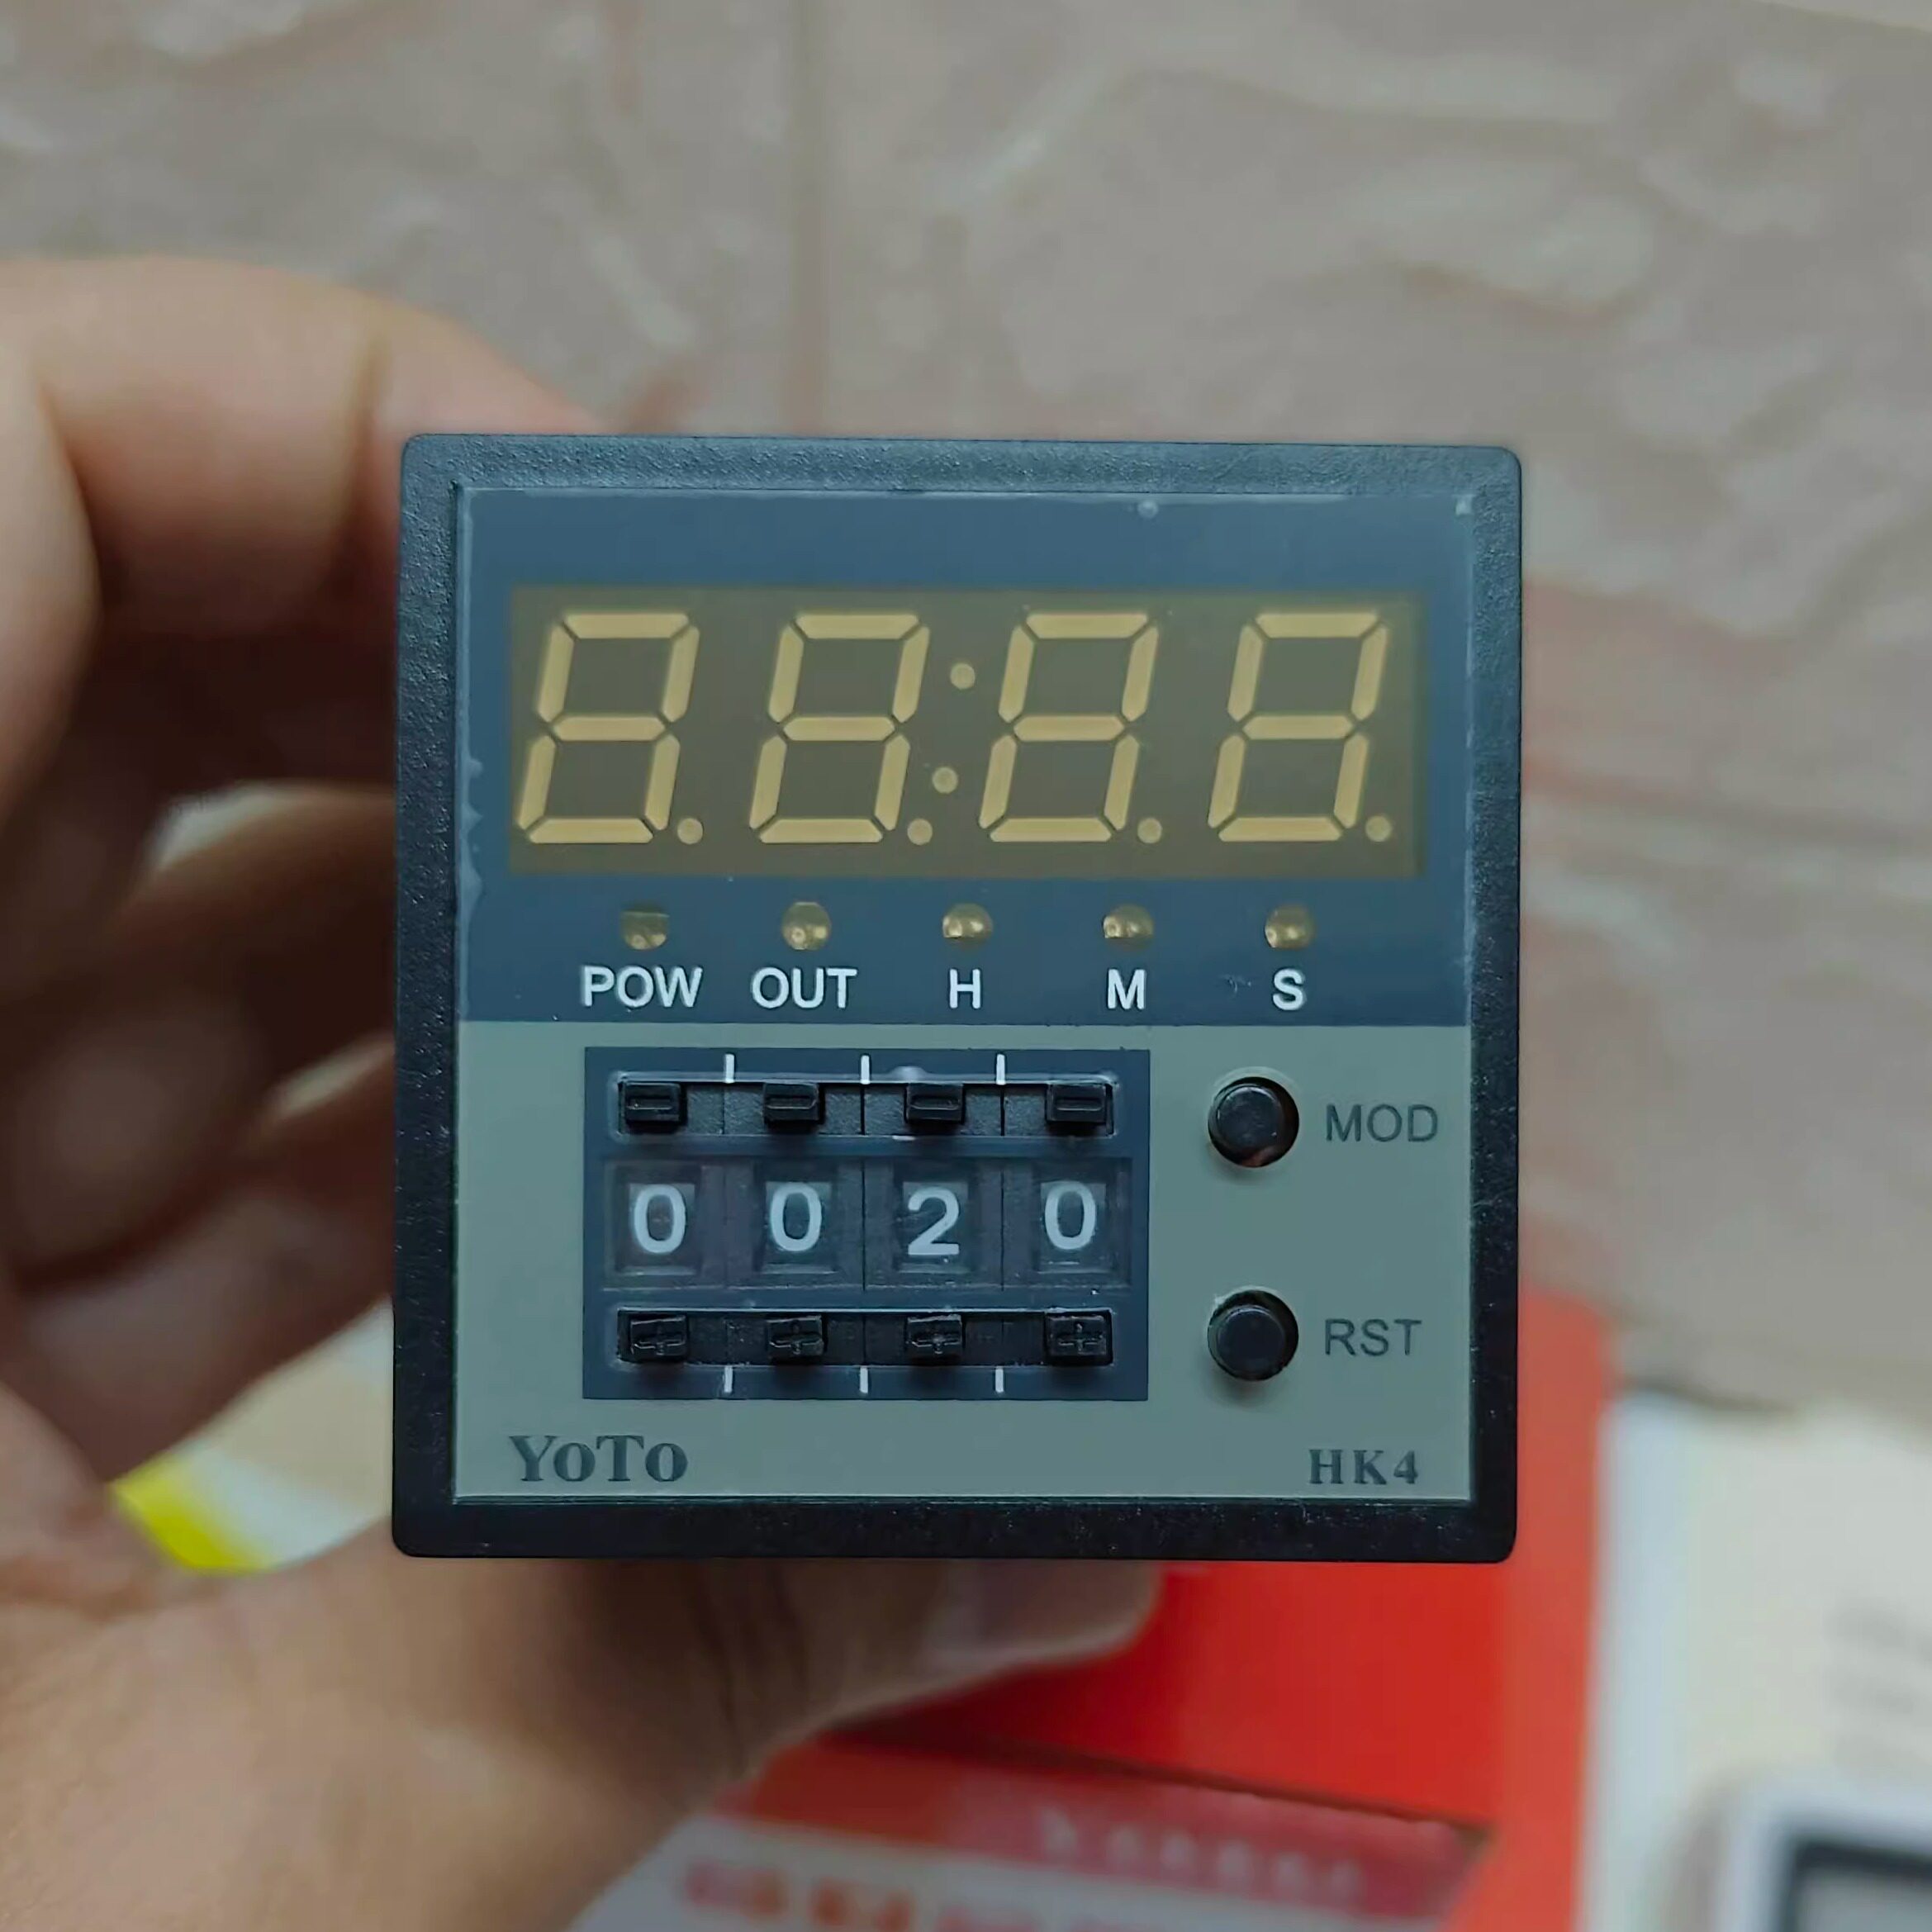 POW OUT H M S
MOD
0 0 2 0
RST
YoTo HK4